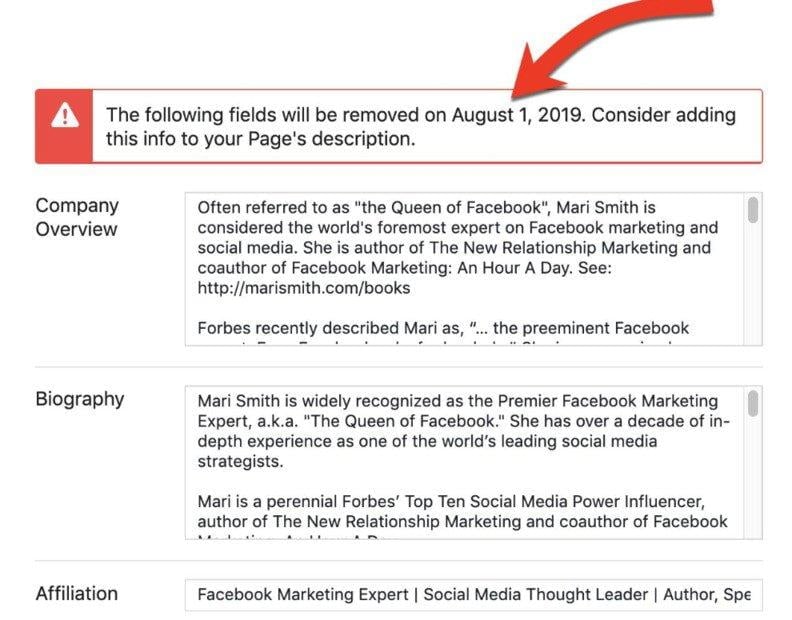 The following fields will be removed on August 1, 2019. Consider adding
this info to your Page's description.
Company
Overview
Often referred to as "the Queen of Facebook", Mari Smith is
considered the world's foremost expert on Facebook marketing and
social media. She is author of The New Relationship Marketing and
coauthor of Facebook Marketing: An Hour A Day. See:
http://marismith.com/books
Forbes recently described Mari as, “... the preeminent Facebook
Biography
Mari Smith is widely recognized as the Premier Facebook Marketing
Expert, a.k.a. "The Queen of Facebook." She has over a decade of in-
depth experience as one of the world’s leading social media
strategists.
Mari is a perennial Forbes’ Top Ten Social Media Power Influencer,
author of The New Relationship Marketing and coauthor of Facebook
Affiliation
Facebook Marketing Expert | Social Media Thought Leader | Author, Spe